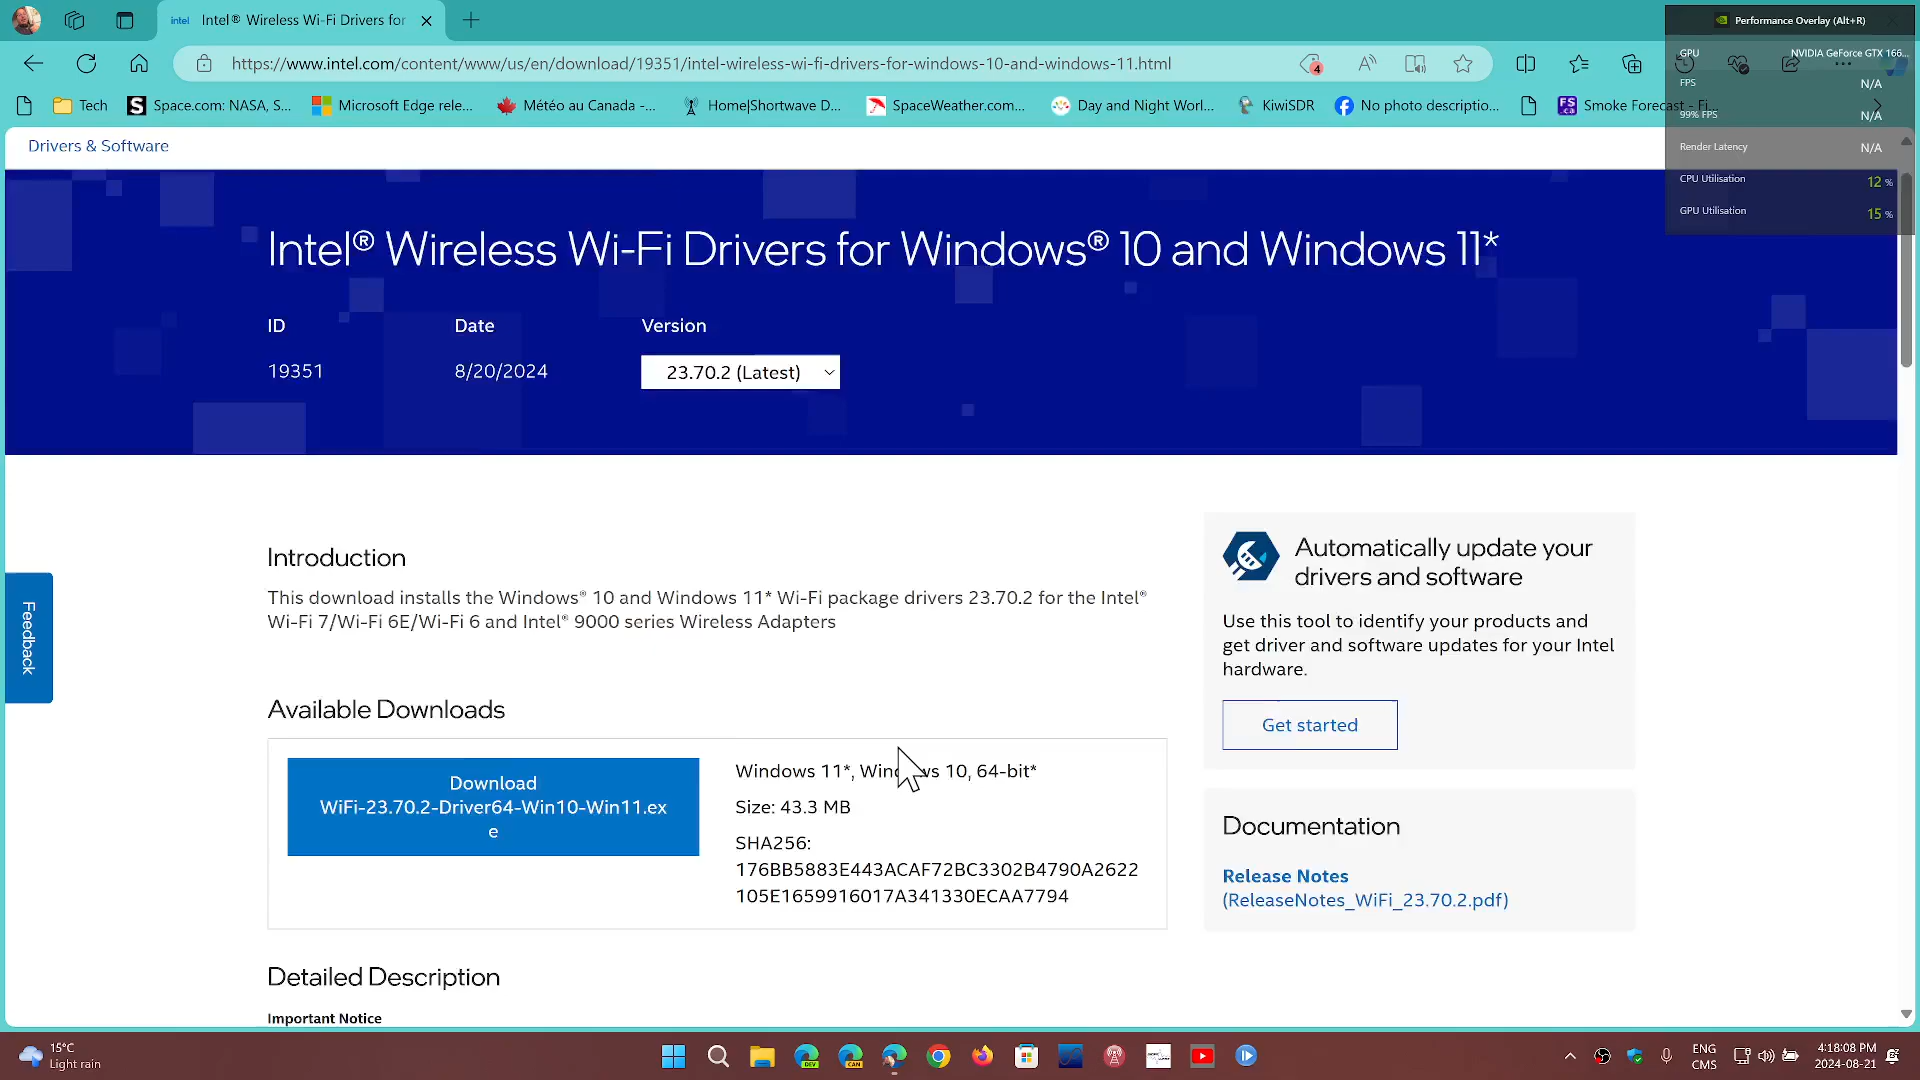 intel Intel® Wireless Wi-Fi Drivers for
Performance Overlay (Alt+R)
https://www.intel.com/content/www/us/en/download/19351/intel-wireless-wi-fi-drivers-for-windows-10-and-windows-11.html
4
GPU NVIDIA GeForce GTX 166...
FPS N/A
99% FPS N/A
Render Latency N/A
CPU Utilisation 12 %
GPU Utilisation 15 %
Tech
S Space.com: NASA, S...
Microsoft Edge rele...
Météo au Canada -...
Home|Shortwave D...
SpaceWeather.com...
Day and Night Worl...
KiwiSDR
No photo descriptio...
FS.ca Smoke Forecast - Fi...
Drivers & Software
Intel® Wireless Wi-Fi Drivers for Windows® 10 and Windows 11*
ID Date Version
19351 8/20/2024 23.70.2 (Latest)
Feedback
Introduction
This download installs the Windows® 10 and Windows 11* Wi-Fi package drivers 23.70.2 for the Intel®
Wi-Fi 7/Wi-Fi 6E/Wi-Fi 6 and Intel® 9000 series Wireless Adapters
Automatically update your
drivers and software
Use this tool to identify your products and
get driver and software updates for your Intel
hardware.
Get started
Available Downloads
Download
WiFi-23.70.2-Driver64-Win10-Win11.ex
e
Windows 11*, Windows 10, 64-bit*
Size: 43.3 MB
SHA256:
176BB5883E443ACAF72BC3302B4790A2622
105E1659916017A341330ECAA7794
Documentation
Release Notes
(ReleaseNotes_WiFi_23.70.2.pdf)
Detailed Description
Important Notice
15°C
Light rain
DEV
CAN
ENG
CMS
4:18:08 PM
2024-08-21